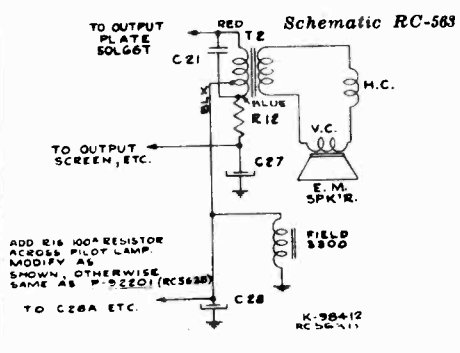 RED
Schematic RC-563
TO OUTPUT
PLATE
50L6GT
T2
C21
H.C.
BLK
BLUE
R12
V.C.
TO OUTPUT
SCREEN, ETC.
C27
E. M.
SPK'R.
FIELD
3300
ADD R16 100Ω RESISTOR
ACROSS PILOT LAMP.
MODIFY AS
SHOWN, OTHERWISE
SAME AS P-92201 (RC563B)
TO C28A ETC.
C28
K-98412